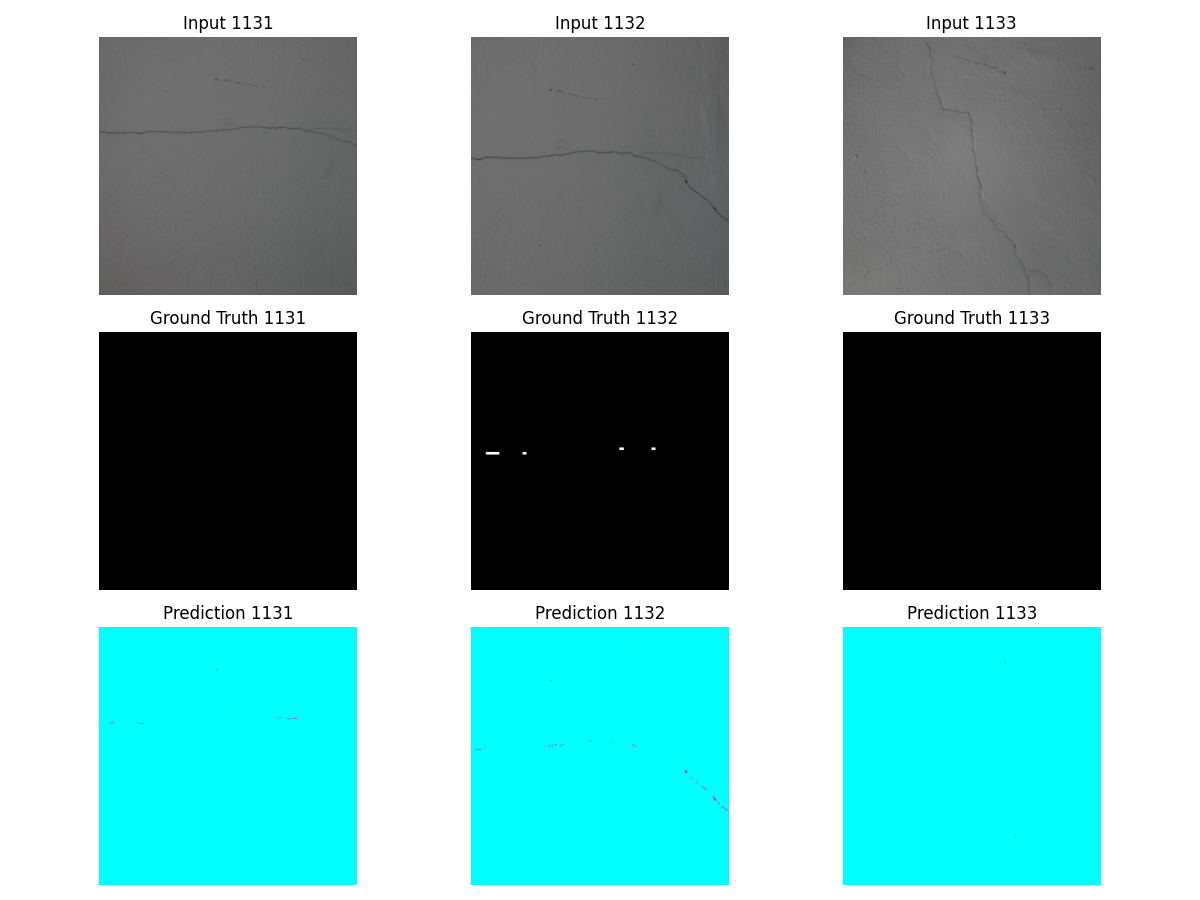 Input 1131
Input 1132
Input 1133
Ground Truth 1131
Ground Truth 1132
Ground Truth 1133
Prediction 1131
Prediction 1132
Prediction 1133